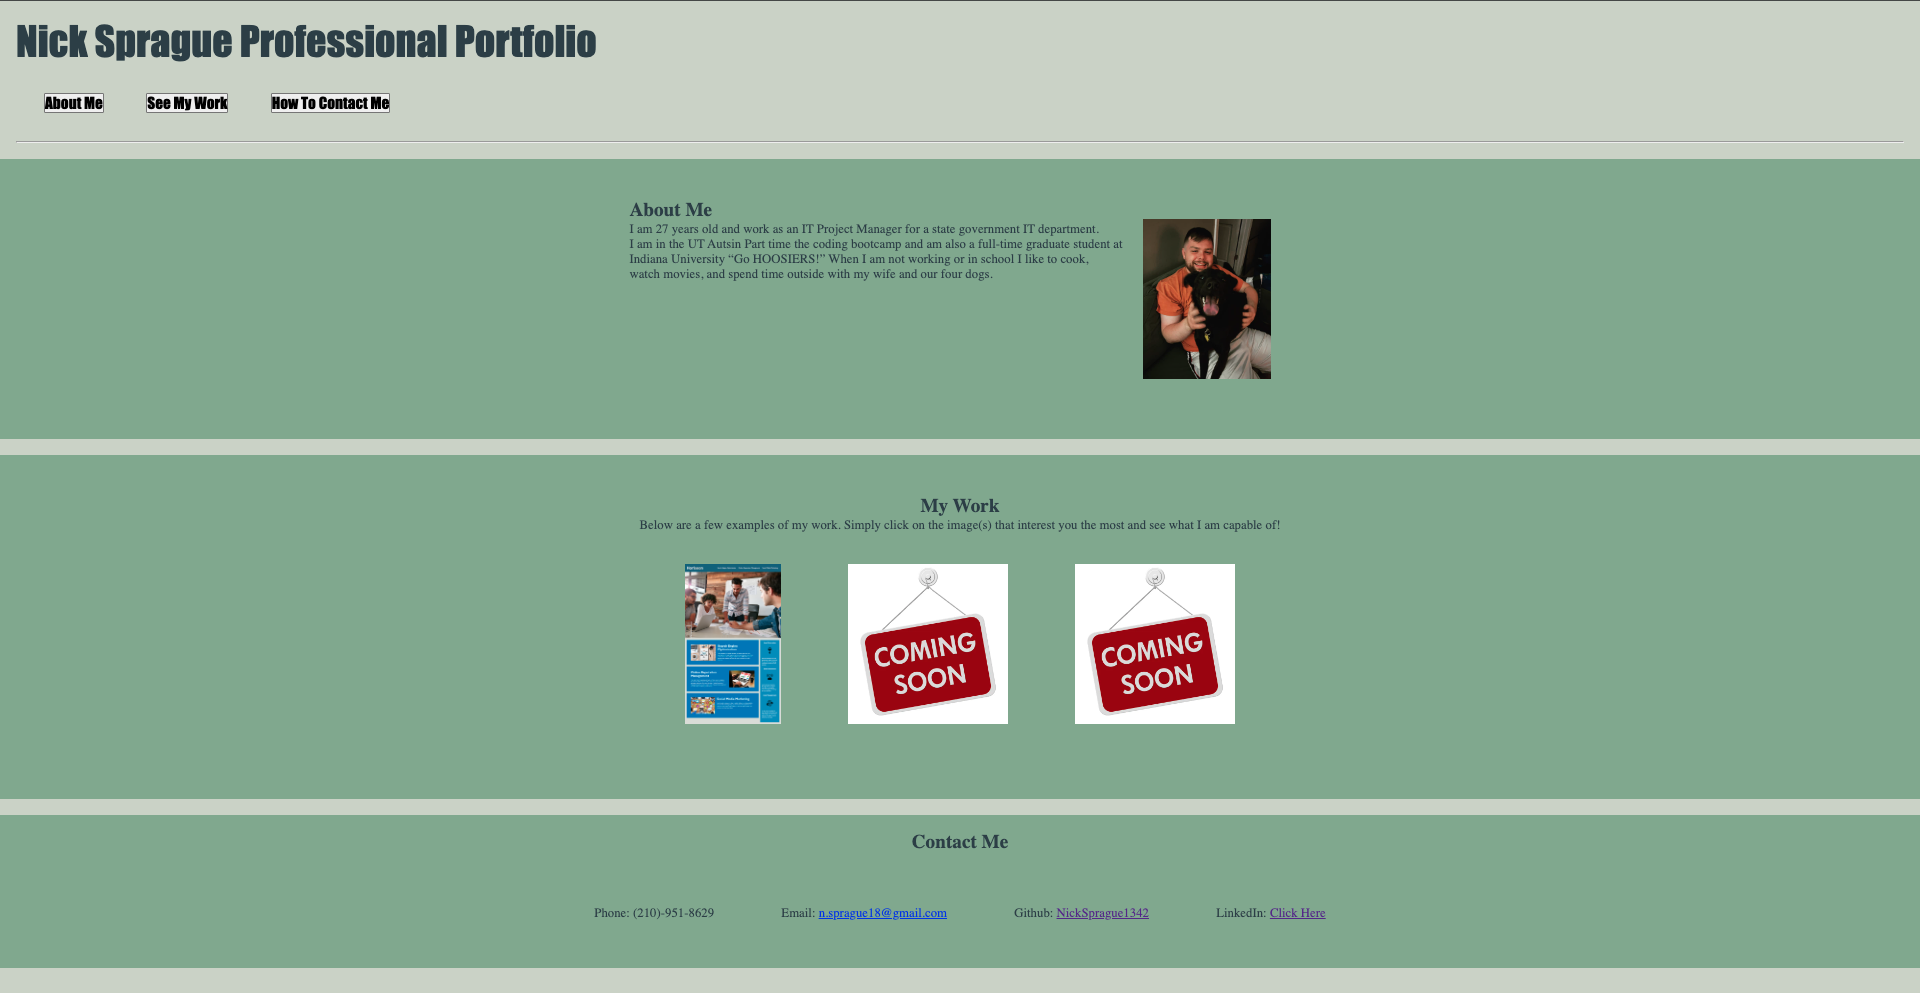 Nick Sprague Professional Portfolio
About Me
See My Work
How To Contact Me
About Me
I am 27 years old and work as an IT Project Manager for a state government IT department.
I am in the UT Autsin Part time the coding bootcamp and am also a full-time graduate student at
Indiana University “Go HOOSIERS!” When I am not working or in school I like to cook,
watch movies, and spend time outside with my wife and our four dogs.
My Work
Below are a few examples of my work. Simply click on the image(s) that interest you the most and see what I am capable of!
COMING
SOON
COMING
SOON
Contact Me
Phone: (210)-951-8629
Email: n.sprague18@gmail.com
Github: NickSprague1342
LinkedIn: Click Here